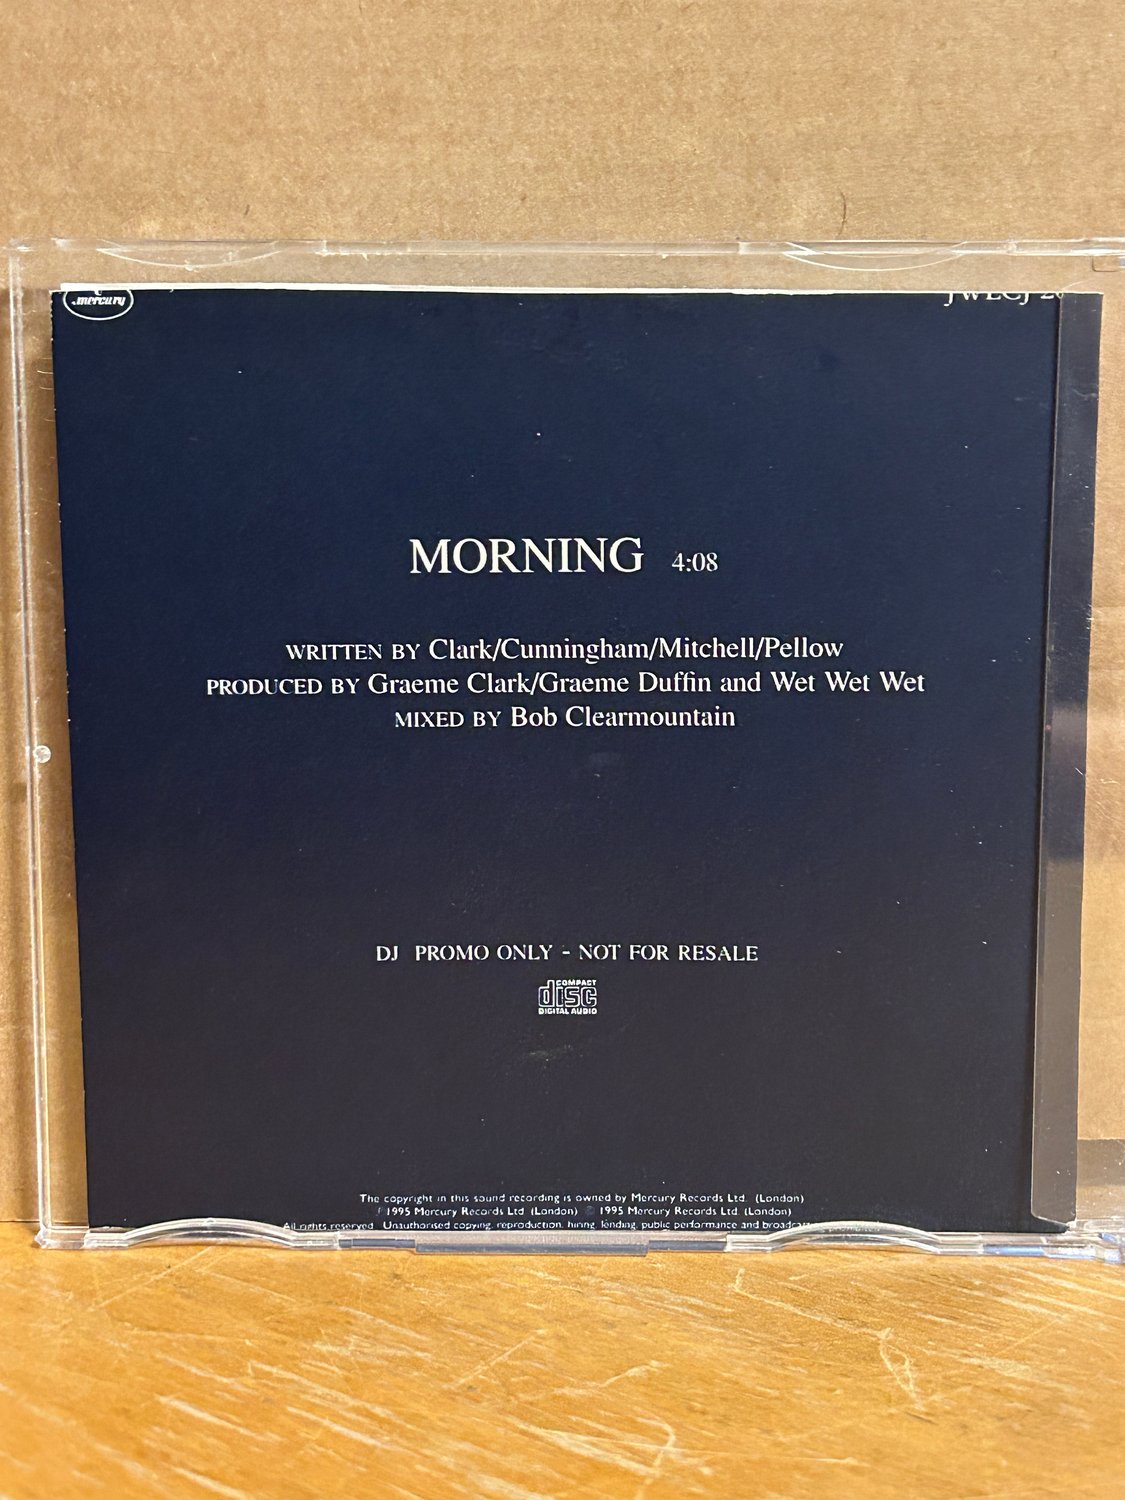 mercury
JWECJ 2
MORNING 4:08
WRITTEN BY Clark/Cunningham/Mitchell/Pellow
PRODUCED BY Graeme Clark/Graeme Duffin and Wet Wet Wet
MIXED BY Bob Clearmountain
DJ PROMO ONLY - NOT FOR RESALE
COMPACT
disc
DIGITAL AUDIO
The copyright in this sound recording is owned by Mercury Records Ltd. (London)
1995 Mercury Records Ltd (London) © 1995 Mercury Records Ltd. (London)
All rights reserved. Unauthorised copying, reproduction, hiring, lending, public performance and